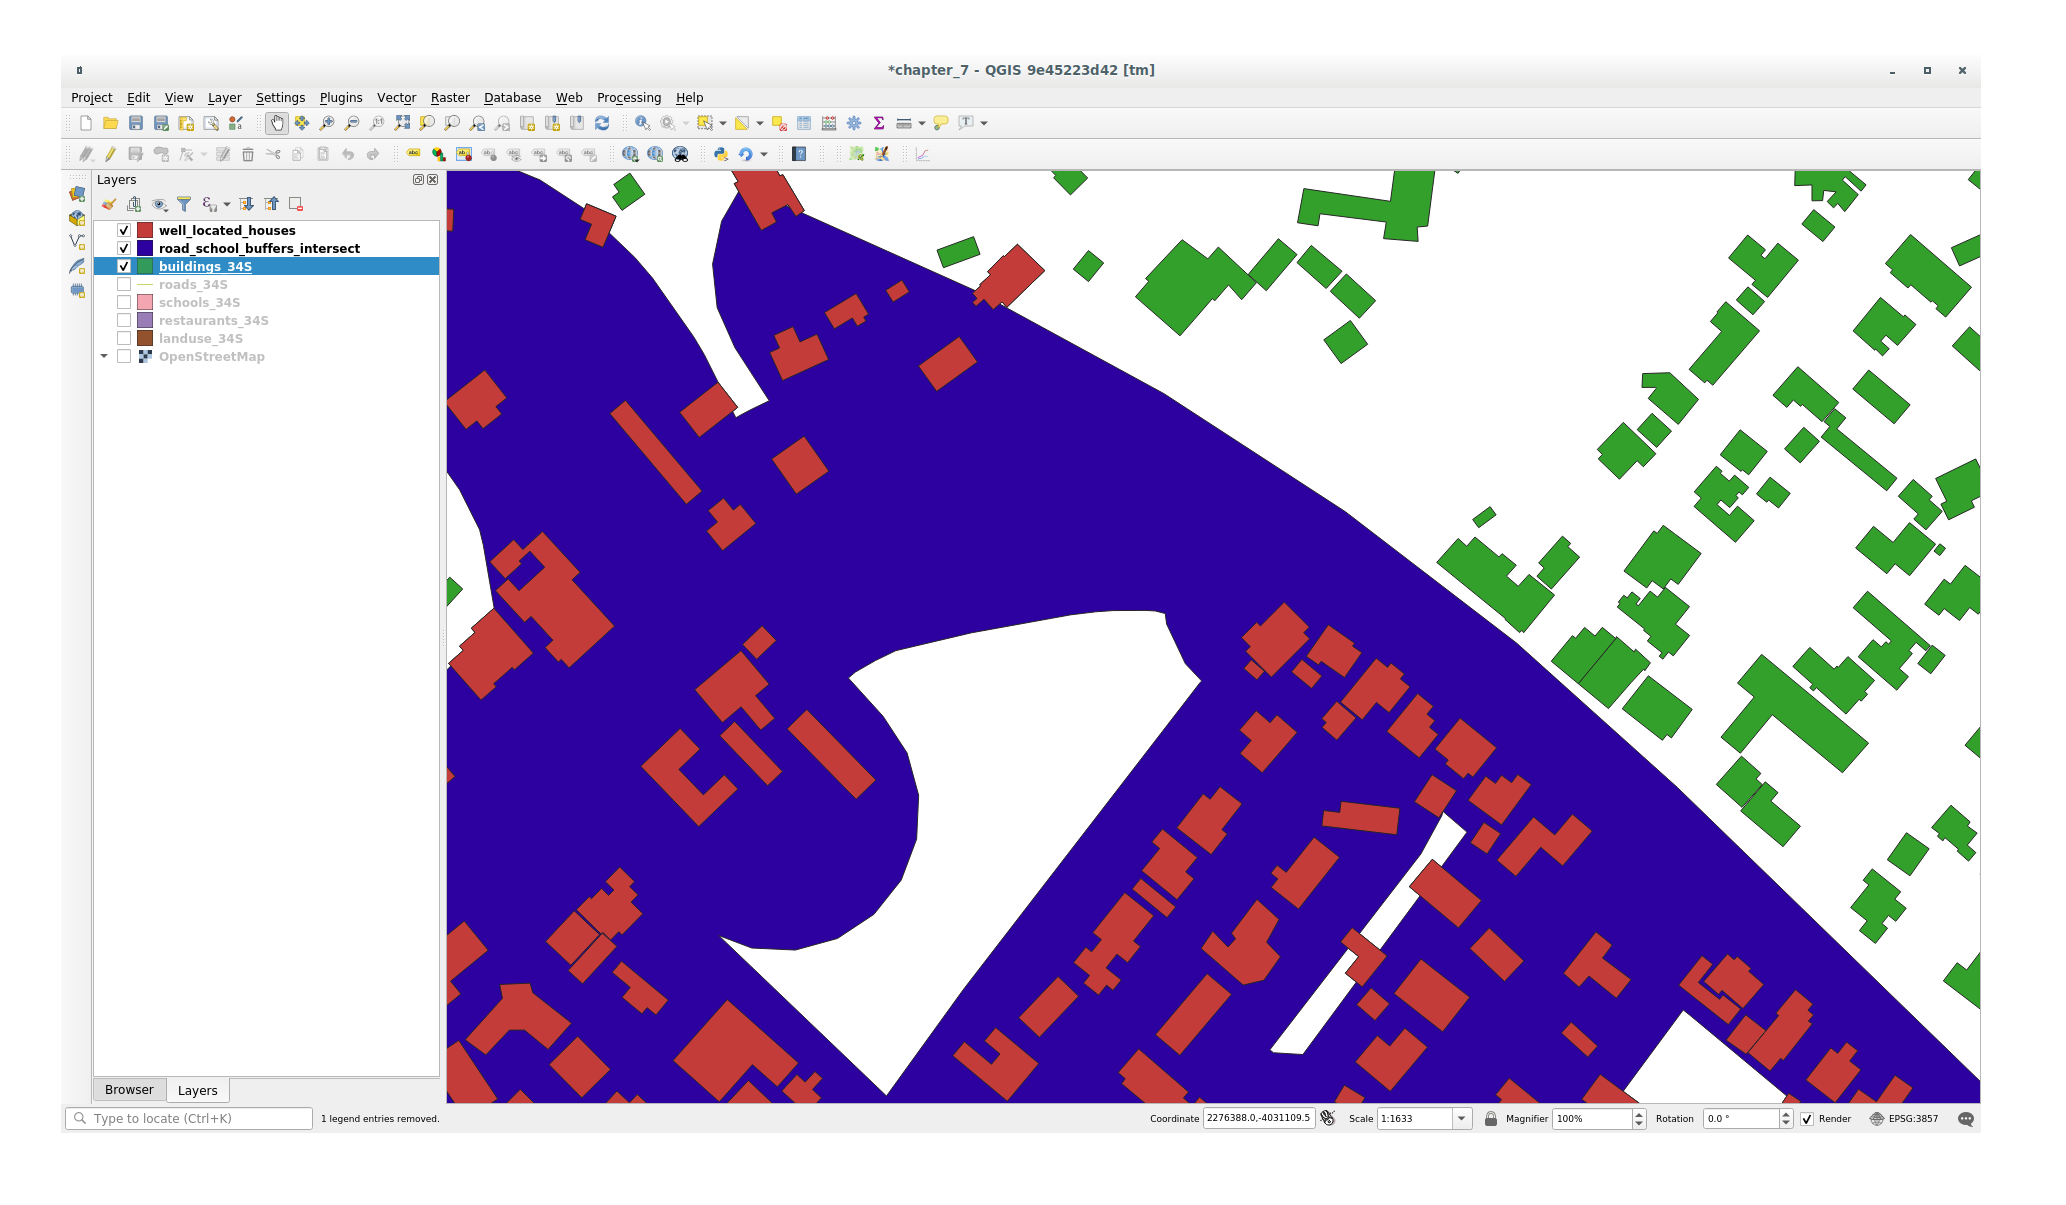 *chapter_7 - QGIS 9e45223d42 [tm]
Project Edit View Layer Settings Plugins Vector Raster Database Web Processing Help
Layers
well_located_houses
road_school_buffers_intersect
buildings_34S
roads_34S
schools_34S
restaurants_34S
landuse_34S
OpenStreetMap
Browser Layers
Type to locate (Ctrl+K) 1 legend entries removed. Coordinate 2276388.0,-4031109.5 Scale 1:1633 Magnifier 100% Rotation 0.0 ° Render EPSG:3857